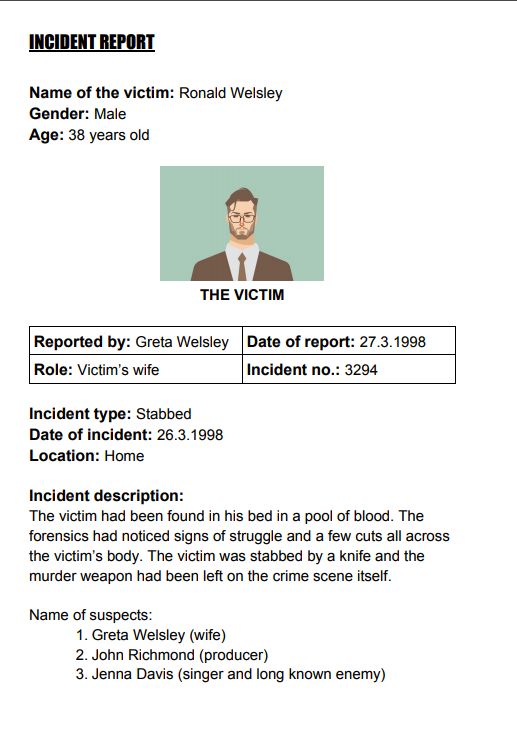 INCIDENT REPORT
Name of the victim: Ronald Welsley
Gender: Male
Age: 38 years old
THE VICTIM
Reported by: Greta Welsley Date of report: 27.3.1998
Role: Victim's wife Incident no.: 3294
Incident type: Stabbed
Date of incident: 26.3.1998
Location: Home
Incident description:
The victim had been found in his bed in a pool of blood. The
forensics had noticed signs of struggle and a few cuts all across
the victim's body. The victim was stabbed by a knife and the
murder weapon had been left on the crime scene itself.
Name of suspects:
1. Greta Welsley (wife)
2. John Richmond (producer)
3. Jenna Davis (singer and long known enemy)